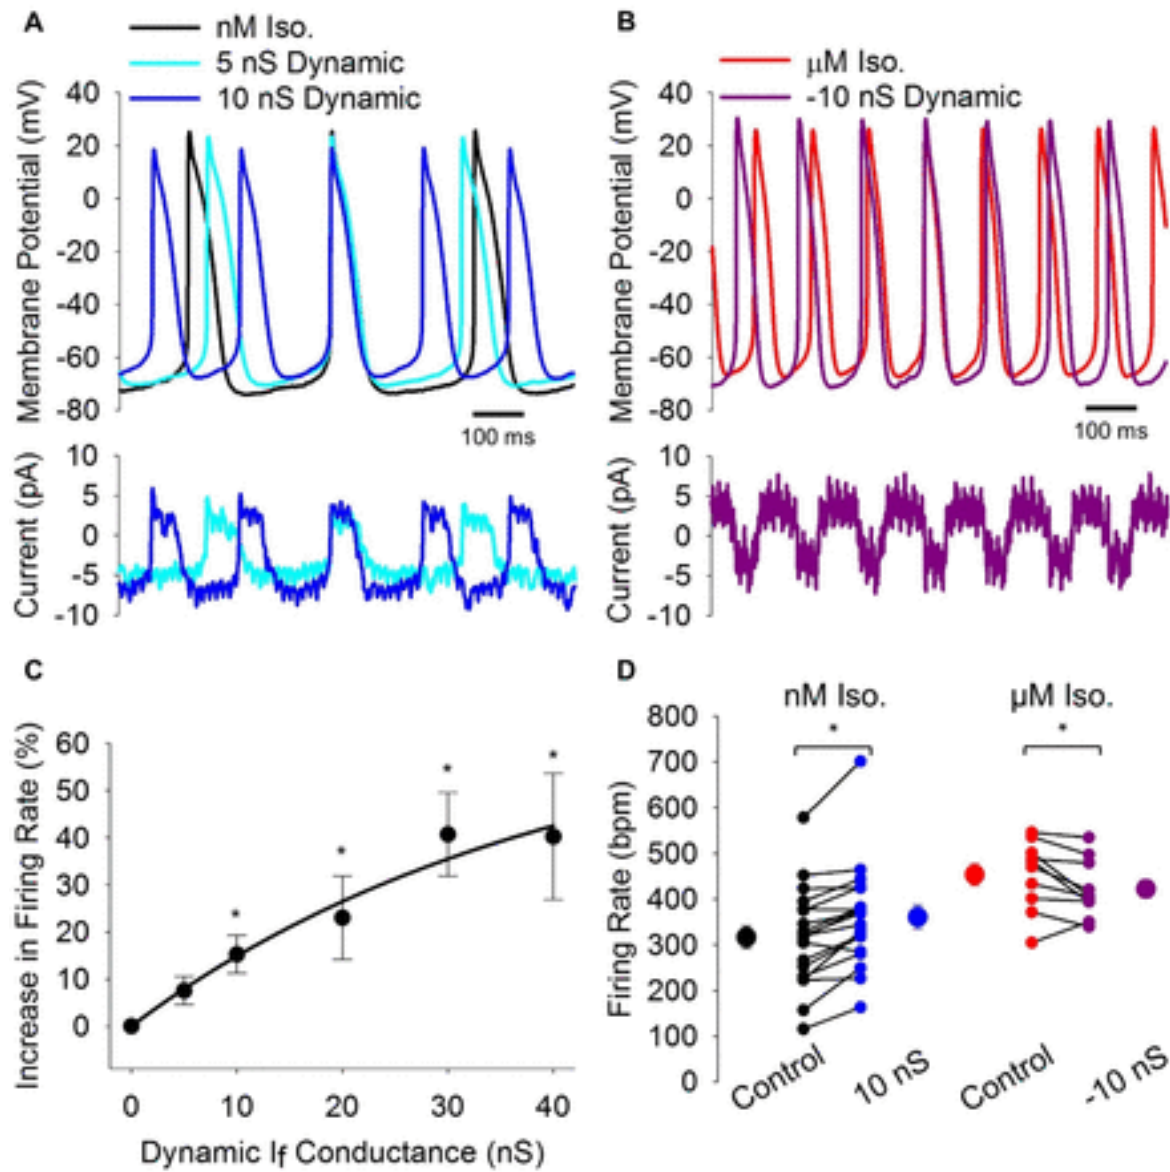 A
nM Iso.
5 nS Dynamic
10 nS Dynamic
Membrane Potential (mV)
40
20
0
-20
-40
-60
-80
100 ms
Current (pA)
10
5
0
-5
-10
B
μM Iso.
-10 nS Dynamic
Membrane Potential (mV)
40
20
0
-20
-40
-60
-80
100 ms
Current (pA)
10
5
0
-5
-10
C
Increase in Firing Rate (%)
60
50
40
30
20
10
0
* * * *
0 10 20 30 40
Dynamic If Conductance (nS)
D
nM Iso. μM Iso.
* *
Firing Rate (bpm)
800
700
600
500
400
300
200
100
0
Control 10 nS Control -10 nS